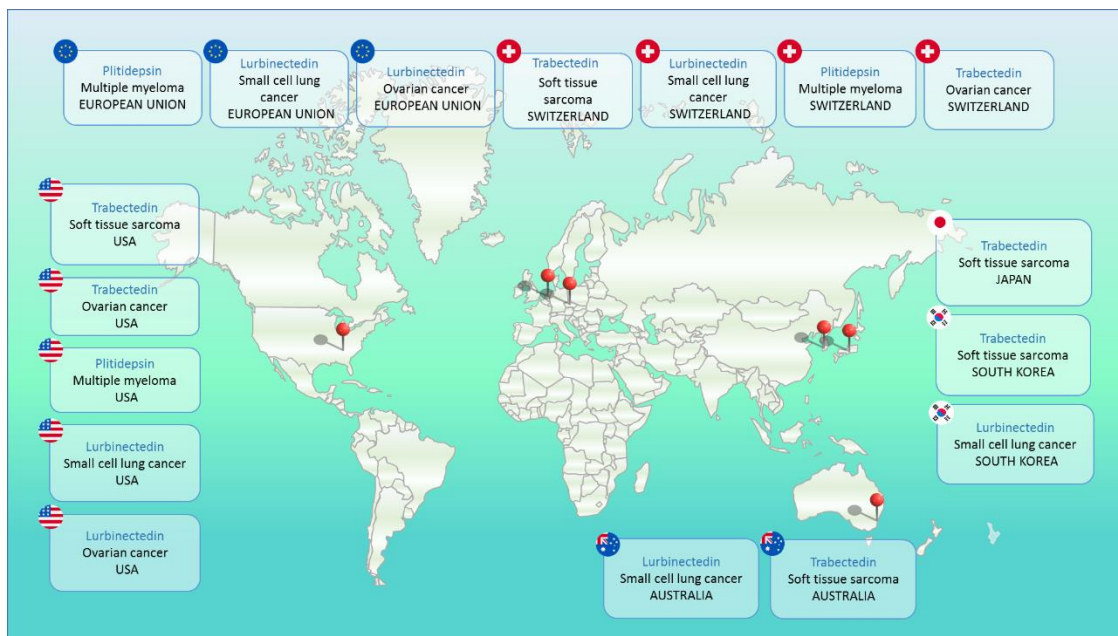 Plitidepsin
Multiple myeloma
EUROPEAN UNION
Lurbinectedin
Small cell lung
cancer
EUROPEAN UNION
Lurbinectedin
Ovarian cancer
EUROPEAN UNION
Trabectedin
Soft tissue
sarcoma
SWITZERLAND
Lurbinectedin
Small cell lung
cancer
SWITZERLAND
Plitidepsin
Multiple myeloma
SWITZERLAND
Trabectedin
Ovarian cancer
SWITZERLAND
Trabectedin
Soft tissue sarcoma
USA
Trabectedin
Ovarian cancer
USA
Plitidepsin
Multiple myeloma
USA
Lurbinectedin
Small cell lung cancer
USA
Lurbinectedin
Ovarian cancer
USA
Trabectedin
Soft tissue sarcoma
JAPAN
Trabectedin
Soft tissue sarcoma
SOUTH KOREA
Lurbinectedin
Small cell lung cancer
SOUTH KOREA
Lurbinectedin
Small cell lung cancer
AUSTRALIA
Trabectedin
Soft tissue sarcoma
AUSTRALIA